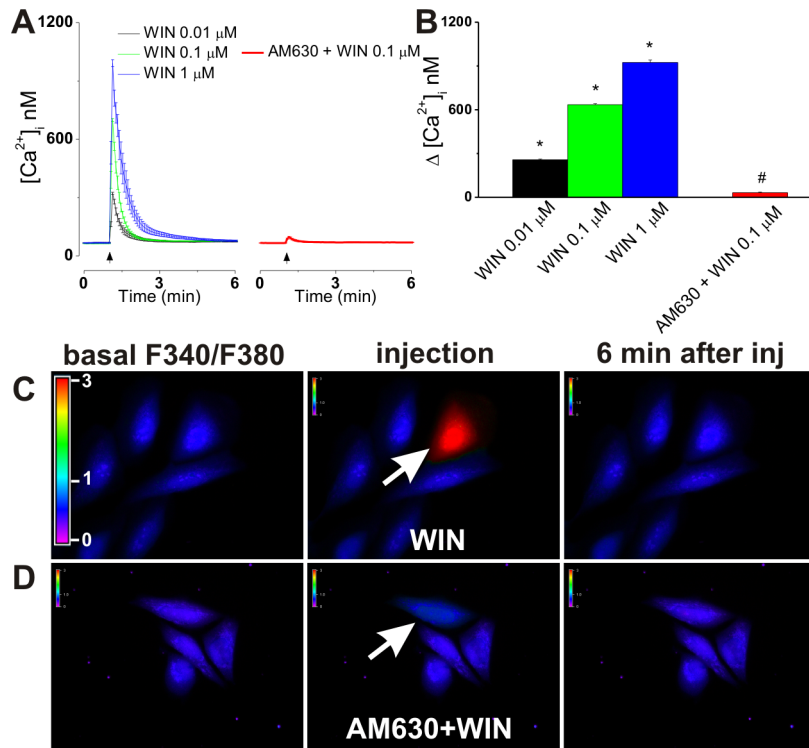 A
1200
600
0
[Ca²⁺]ᵢ nM
WIN 0.01 µM
WIN 0.1 µM
WIN 1 µM
AM630 + WIN 0.1 µM
0
3
6
Time (min)
0
3
6
Time (min)
B
1200
600
0
Δ [Ca²⁺]ᵢ nM
*
*
*
#
WIN 0.01 µM
WIN 0.1 µM
WIN 1 µM
AM630 + WIN 0.1 µM
basal F340/F380
injection
6 min after inj
C
3
1
0
WIN
D
AM630+WIN